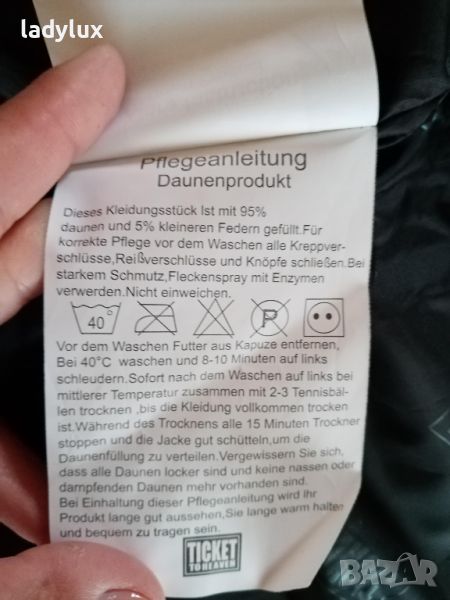 ladylux
Pflegeanleitung
Daunenprodukt
Dieses Kleidungsstück Ist mit 95%
daunen und 5% kleineren Federn gefüllt.Für
korrekte Pflege vor dem Waschen alle Kreppver-
schlüsse,Reißverschlüsse und Knöpfe schließen.Bei
starkem Schmutz,Fleckenspray mit Enzymen
verwerden.Nicht einweichen.
40 P
Vor dem Waschen Futter aus Kapuze entfernen,
Bei 40°C waschen und 8-10 Minuten auf links
schleudern.Sofort nach dem Waschen auf links bei
mittlerer Temperatur zusammen mit 2-3 Tennisbäl-
len trocknen ,bis die Kleidung vollkommen trocken
ist.Während des Trocknens alle 15 Minuten Trockner
stoppen und die Jacke gut schütteln,um die
Daunenfüllung zu verteilen.Vergewissern Sie sich,
dass alle Daunen locker sind und keine nassen oder
dampfenden Daunen mehr vorhanden sind.
Bei Einhaltung dieser Pflegeanleitung wird Ihr
Produkt lange gut aussehen,Sie lange warm halten
und bequem zu tragen sein.
TICKET
TO HEAVEN
BAZAR